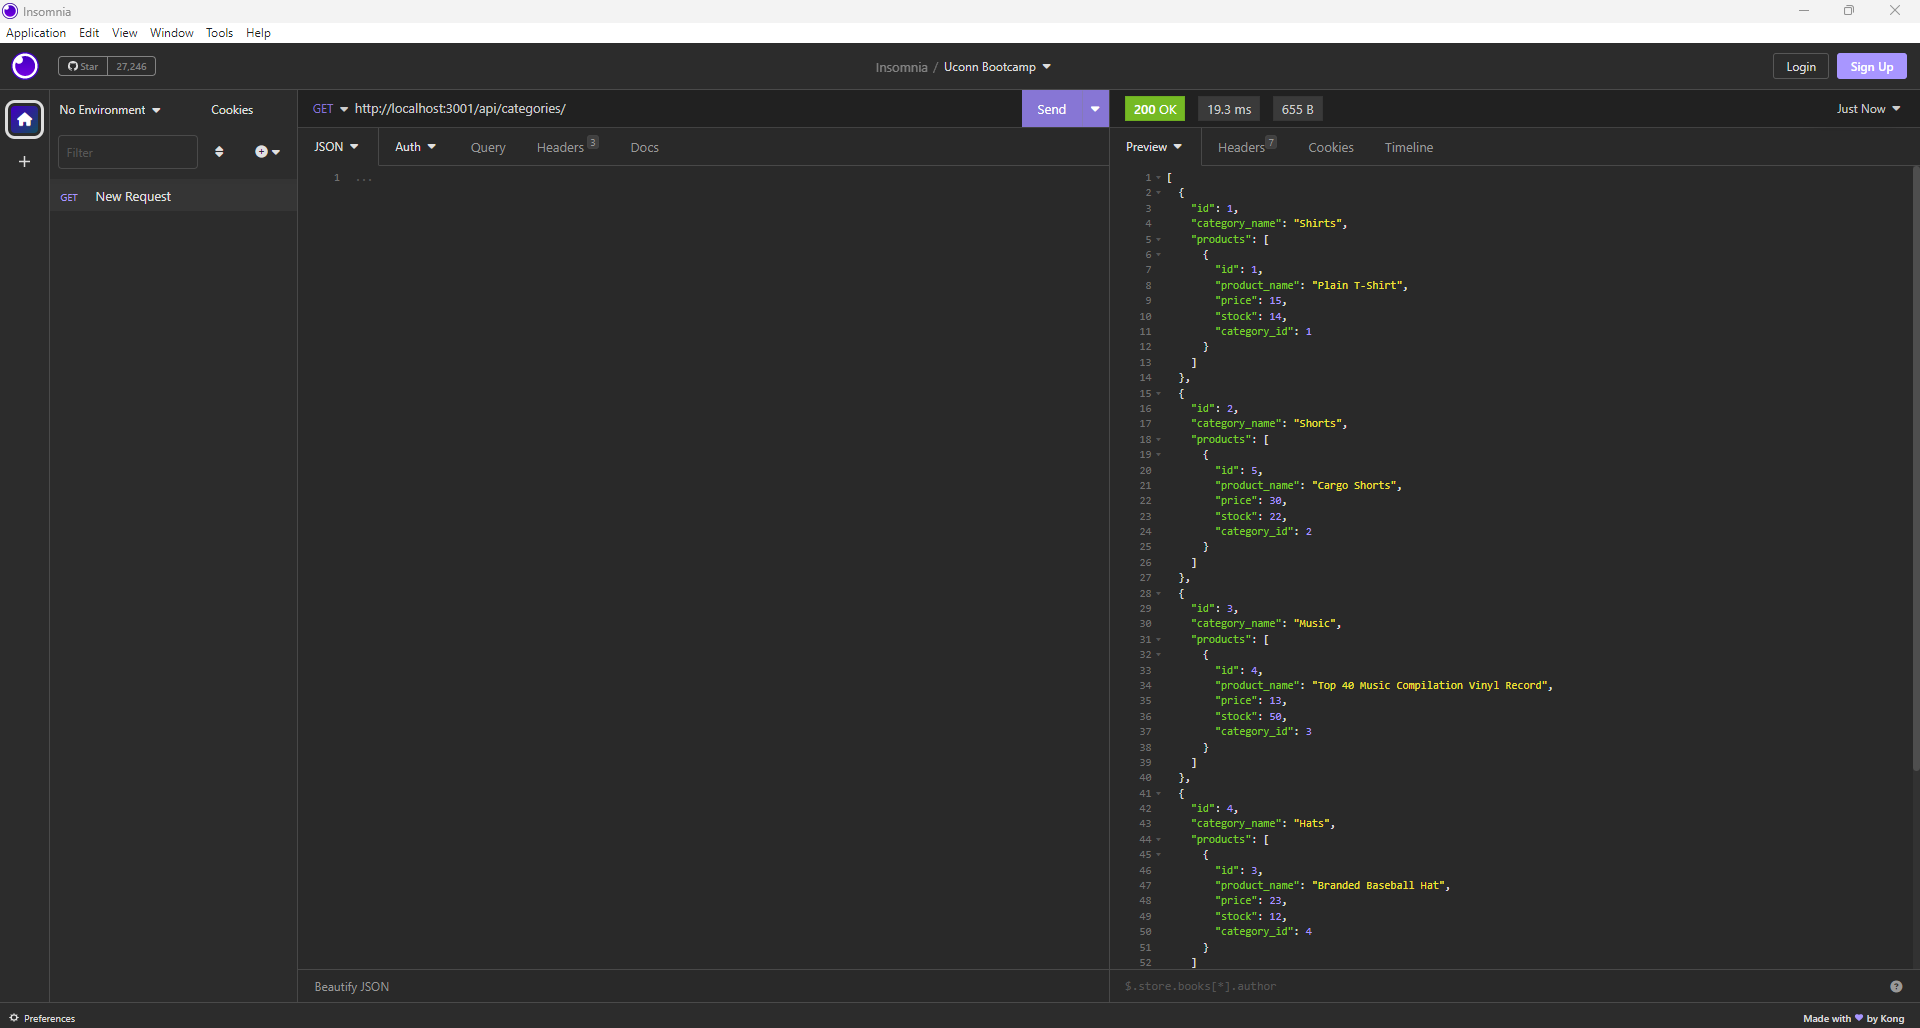 Insomnia
Application Edit View Window Tools Help
Star 27,246
Insomnia / Uconn Bootcamp
Login Sign Up
No Environment Cookies
Filter
GET New Request
GET http://localhost:3001/api/categories/ Send
JSON Auth Query Headers 3 Docs
1 ...
Beautify JSON
200 OK 19.3 ms 655 B Just Now
Preview Headers 7 Cookies Timeline
1 [
2 {
3 "id": 1,
4 "category_name": "Shirts",
5 "products": [
6 {
7 "id": 1,
8 "product_name": "Plain T-Shirt",
9 "price": 15,
10 "stock": 14,
11 "category_id": 1
12 }
13 ]
14 },
15 {
16 "id": 2,
17 "category_name": "Shorts",
18 "products": [
19 {
20 "id": 5,
21 "product_name": "Cargo Shorts",
22 "price": 30,
23 "stock": 22,
24 "category_id": 2
25 }
26 ]
27 },
28 {
29 "id": 3,
30 "category_name": "Music",
31 "products": [
32 {
33 "id": 4,
34 "product_name": "Top 40 Music Compilation Vinyl Record",
35 "price": 13,
36 "stock": 50,
37 "category_id": 3
38 }
39 ]
40 },
41 {
42 "id": 4,
43 "category_name": "Hats",
44 "products": [
45 {
46 "id": 3,
47 "product_name": "Branded Baseball Hat",
48 "price": 23,
49 "stock": 12,
50 "category_id": 4
51 }
52 ]
$.store.books[*].author
Preferences
Made with 💜 by Kong